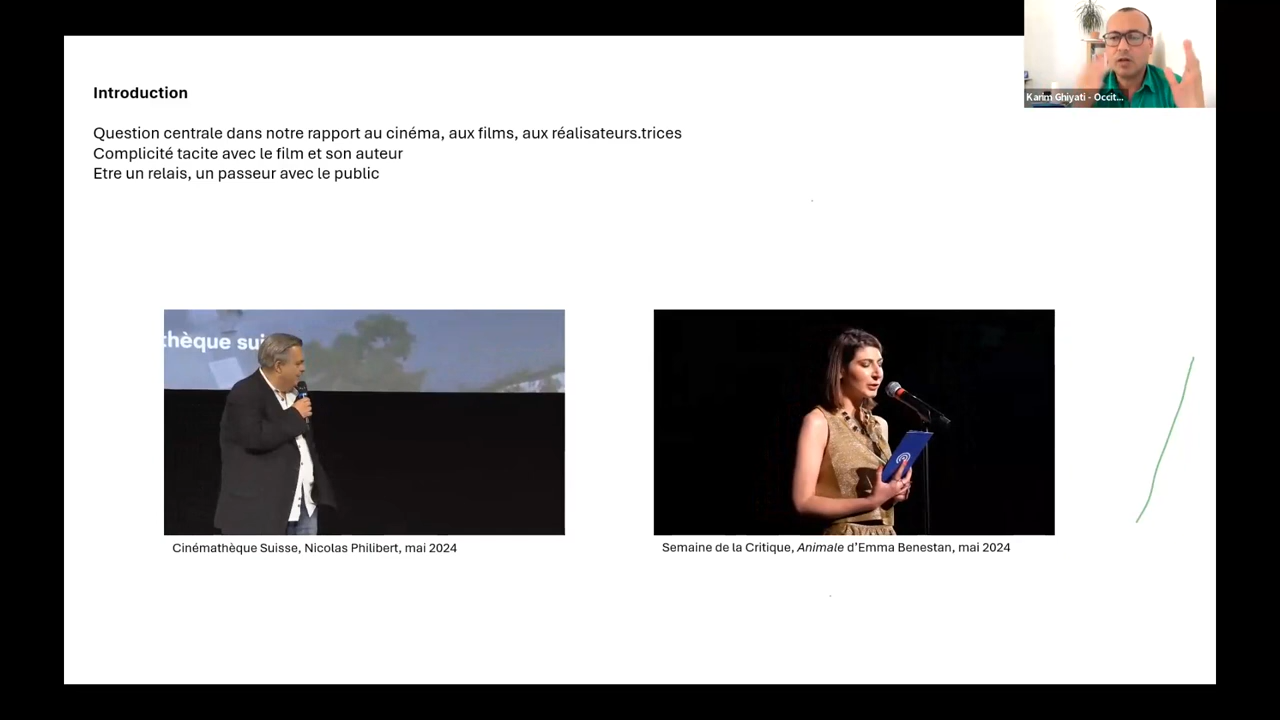 Karim Ghiyati - Occit...
Introduction
Question centrale dans notre rapport au cinéma, aux films, aux réalisateurs.trices
Complicité tacite avec le film et son auteur
Etre un relais, un passeur avec le public
thèque sui
Cinémathèque Suisse, Nicolas Philibert, mai 2024
Semaine de la Critique, Animale d'Emma Benestan, mai 2024